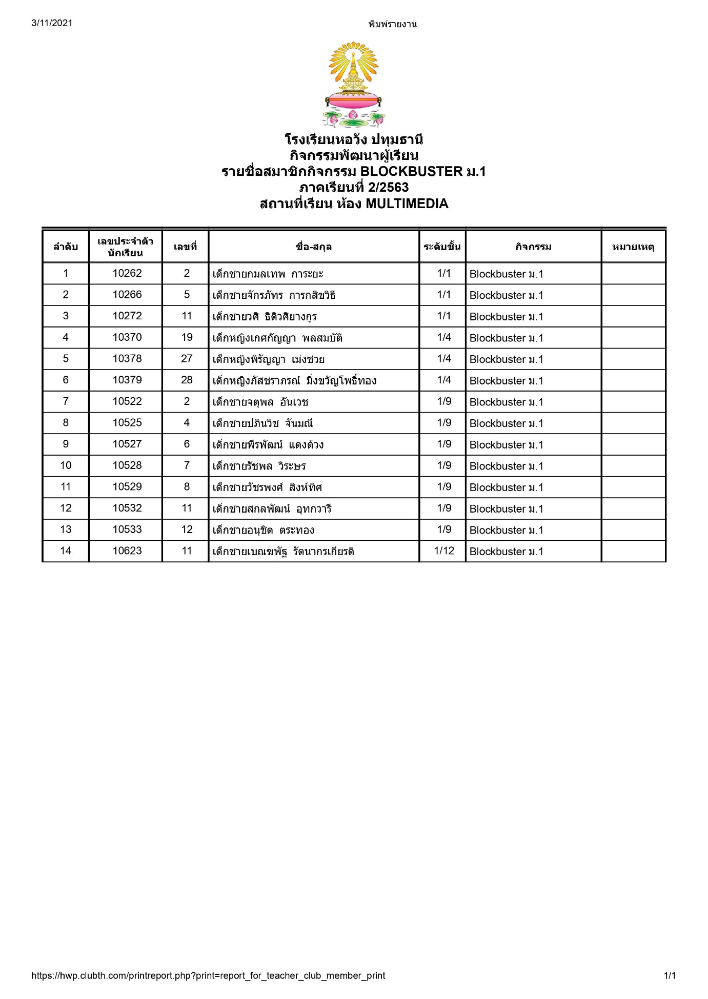 3/11/2021 พิมพ์รายงาน
โรงเรียนหอวัง ปทุมธานี
กิจกรรมพัฒนาผู้เรียน
รายชื่อสมาชิกกิจกรรม BLOCKBUSTER ม.1
ภาคเรียนที่ 2/2563
สถานที่เรียน ห้อง MULTIMEDIA
ลำดับ เลขประจำตัวนักเรียน เลขที่ ชื่อ-สกุล ระดับชั้น กิจกรรม หมายเหตุ
1 10262 2 เด็กชายกมลเทพ การะยะ 1/1 Blockbuster ม.1
2 10266 5 เด็กชายจักรภัทร การกสิขวิธี 1/1 Blockbuster ม.1
3 10272 11 เด็กชายวศิ ธิติวศิยางกูร 1/1 Blockbuster ม.1
4 10370 19 เด็กหญิงเกศกัญญา พลสมบัติ 1/4 Blockbuster ม.1
5 10378 27 เด็กหญิงพิรัญญา เม่งช่วย 1/4 Blockbuster ม.1
6 10379 28 เด็กหญิงภัสชราภรณ์ มิ่งขวัญโพธิ์ทอง 1/4 Blockbuster ม.1
7 10522 2 เด็กชายจตุพล อันเวช 1/9 Blockbuster ม.1
8 10525 4 เด็กชายปภินวิช จันมณี 1/9 Blockbuster ม.1
9 10527 6 เด็กชายพีรพัฒน์ แดงด้วง 1/9 Blockbuster ม.1
10 10528 7 เด็กชายรัชพล วิระษร 1/9 Blockbuster ม.1
11 10529 8 เด็กชายวัชรพงศ์ สิงห์ทิศ 1/9 Blockbuster ม.1
12 10532 11 เด็กชายสกลพัฒน์ อุทกวารี 1/9 Blockbuster ม.1
13 10533 12 เด็กชายอนุชิต ตระทอง 1/9 Blockbuster ม.1
14 10623 11 เด็กชายเบณฆพัฐ รัตนากรเกียรติ 1/12 Blockbuster ม.1
https://hwp.clubth.com/printreport.php?print=report_for_teacher_club_member_print 1/1